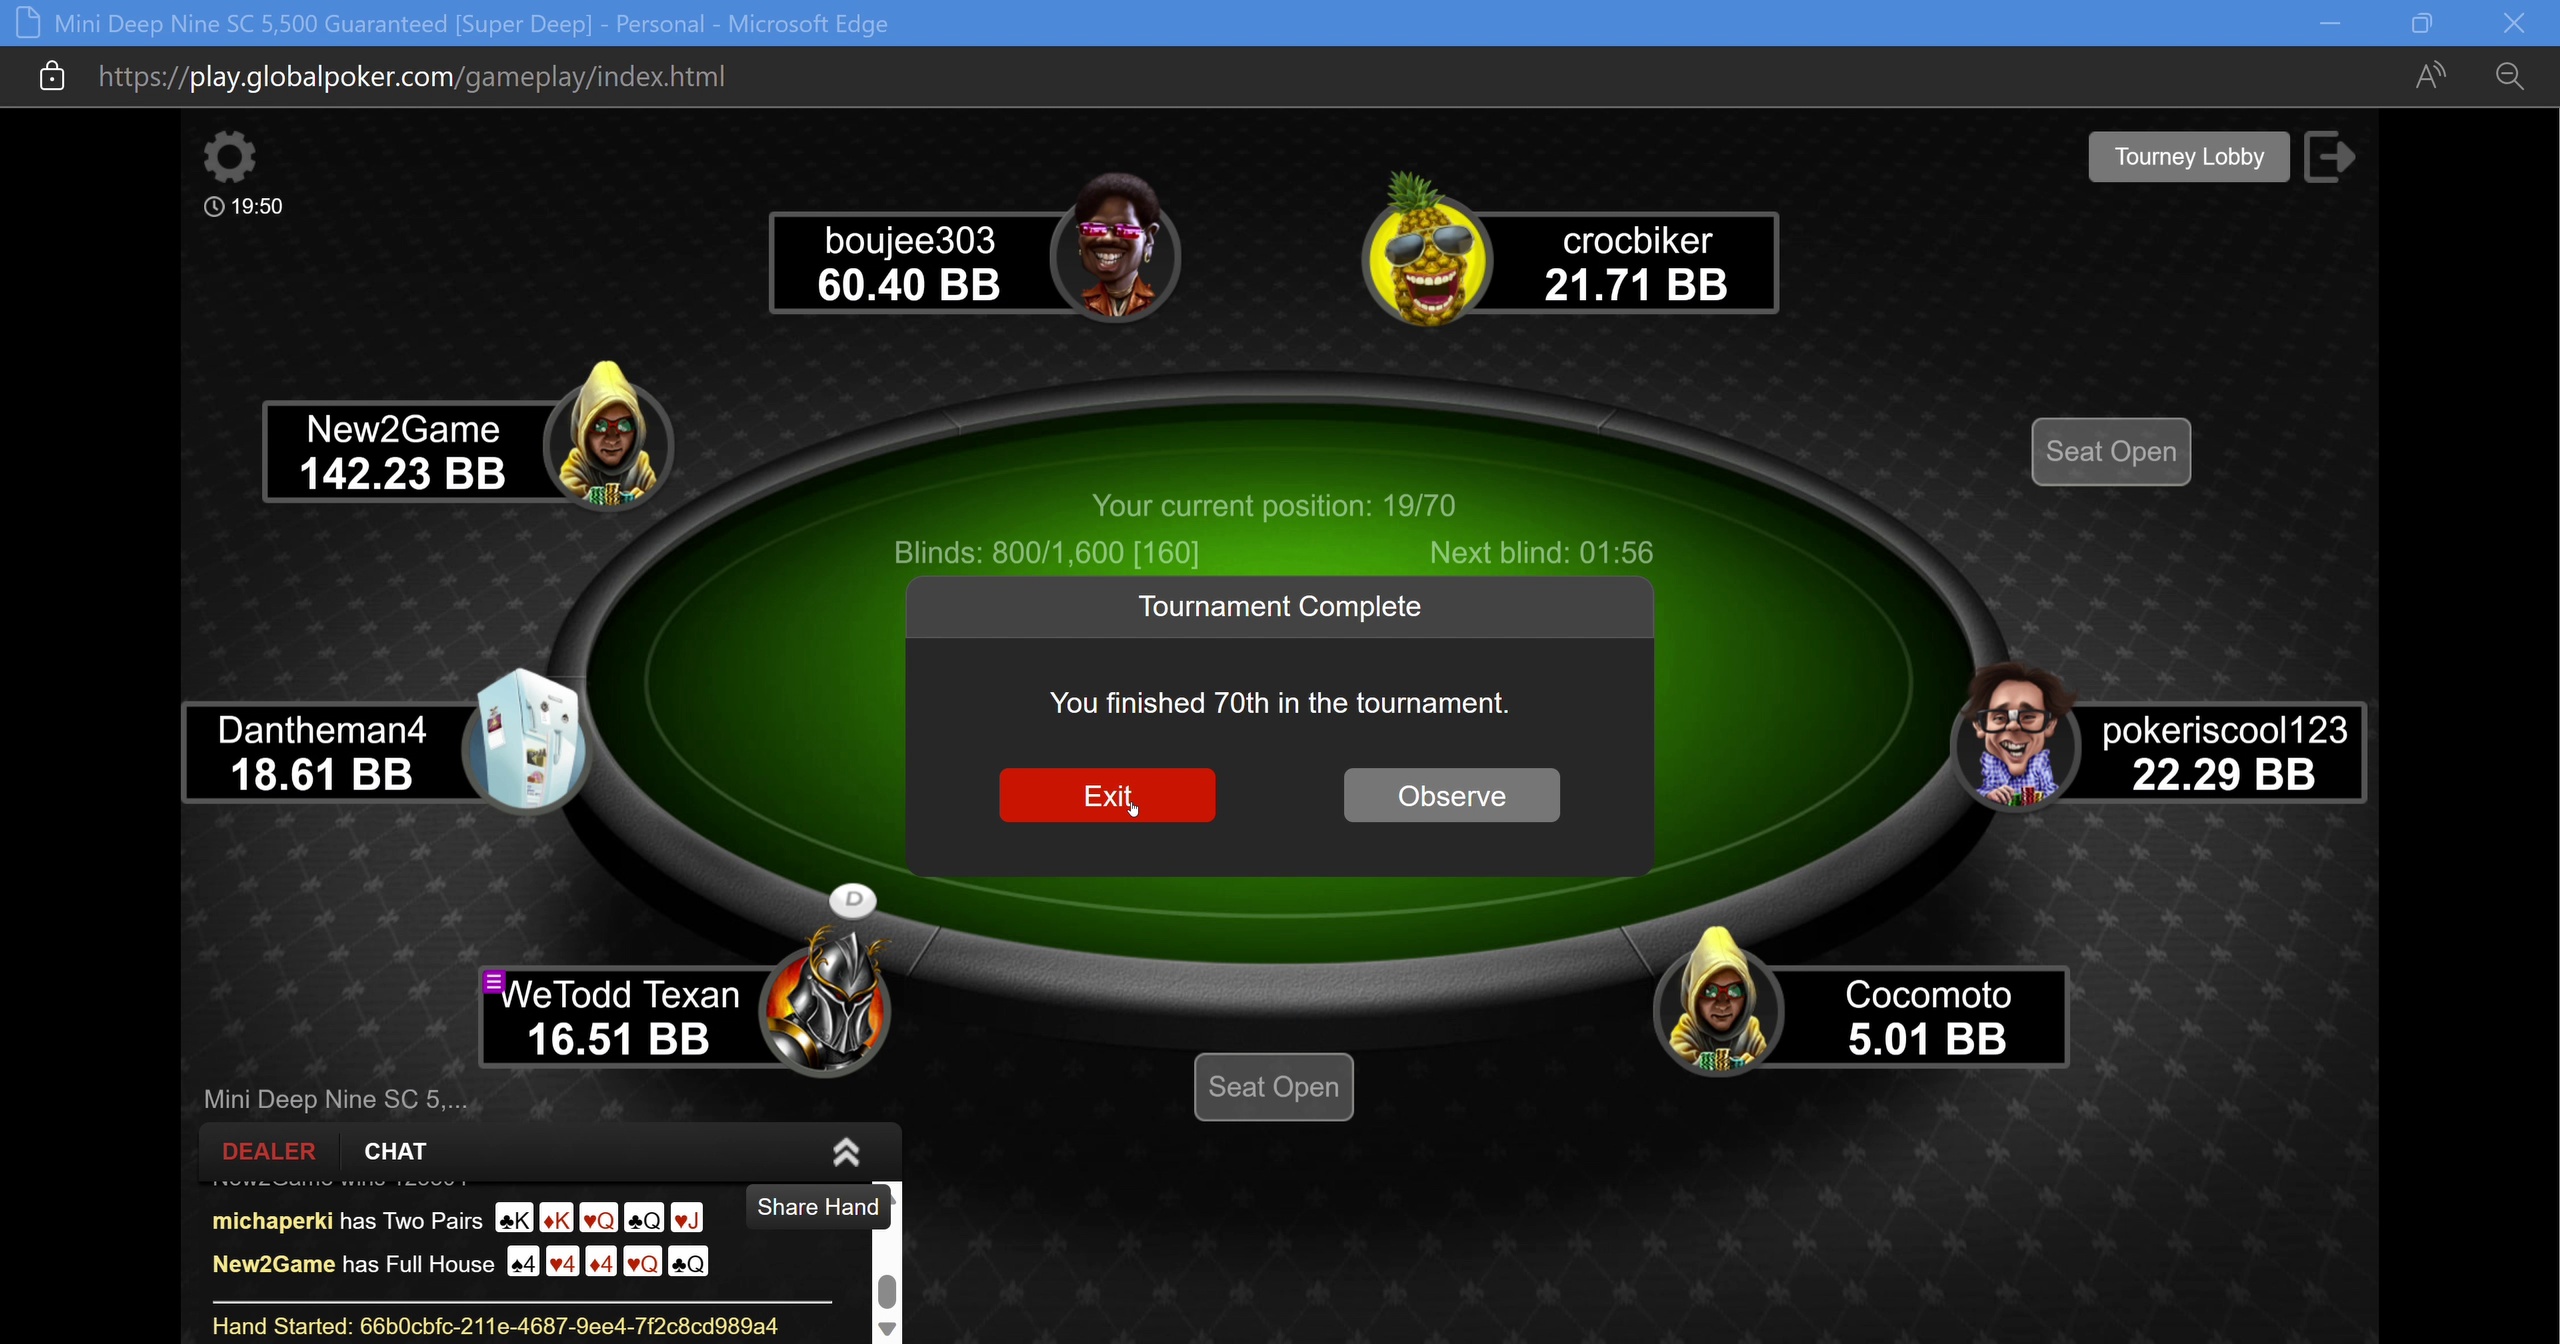 Mini Deep Nine SC 5,500 Guaranteed [Super Deep] - Personal - Microsoft Edge
https://play.globalpoker.com/gameplay/index.html
Tourney Lobby
19:50
boujee303
60.40 BB
crocbiker
21.71 BB
New2Game
142.23 BB
Seat Open
Your current position: 19/70
Blinds: 800/1,600 [160]
Next blind: 01:56
Tournament Complete
You finished 70th in the tournament.
Exit
Observe
Dantheman4
18.61 BB
pokeriscool123
22.29 BB
D
WeTodd Texan
16.51 BB
Cocomoto
5.01 BB
Seat Open
Mini Deep Nine SC 5,...
DEALER
CHAT
Share Hand
michaperki has Two Pairs ♣K ♦K ♥Q ♣Q ♥J
New2Game has Full House ♠4 ♥4 ♦4 ♥Q ♣Q
Hand Started: 66b0cbfc-211e-4687-9ee4-7f2c8cd989a4